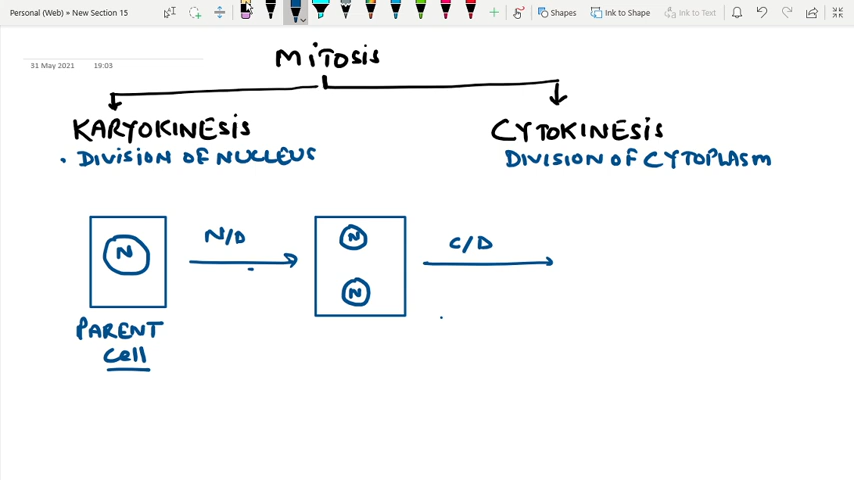 Personal (Web) » New Section 15
Shapes
Ink to Shape
Ink to Text
31 May 2021 19:03
MiTOSiS
KARYOKINESiS
CYTOKINESiS
. DIVISION OF NUCLEUS
DIVISION OF CYTOPLASM
N
N/D
N
C/D
N
PARENT
Cell